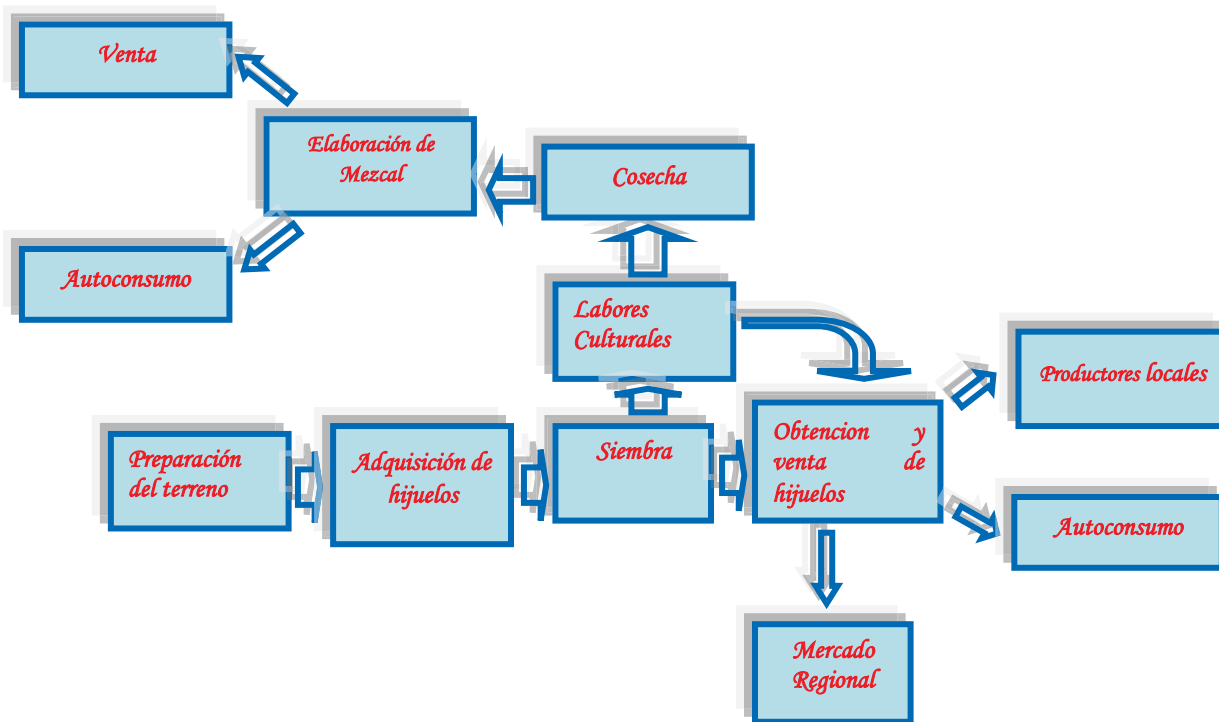 Venta
Elaboración de
Mezcal
Cosecha
Autoconsumo
Labores
Culturales
Productores locales
Preparación
del terreno
Adquisición de
hijuelos
Siembra
Obtencion y
venta de
hijuelos
Autoconsumo
Mercado
Regional